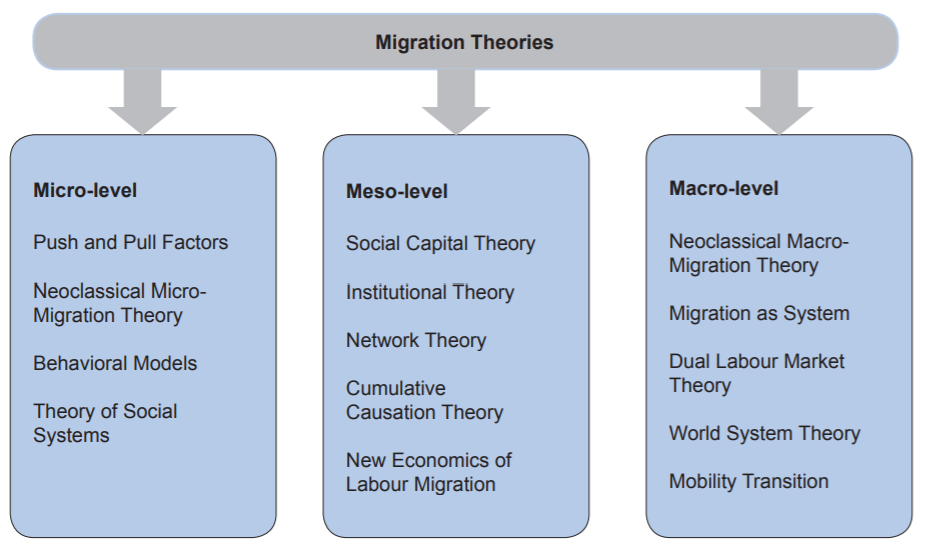 Migration Theories
Micro-level
Push and Pull Factors
Neoclassical Micro-
Migration Theory
Behavioral Models
Theory of Social
Systems
Meso-level
Social Capital Theory
Institutional Theory
Network Theory
Cumulative
Causation Theory
New Economics of
Labour Migration
Macro-level
Neoclassical Macro-
Migration Theory
Migration as System
Dual Labour Market
Theory
World System Theory
Mobility Transition